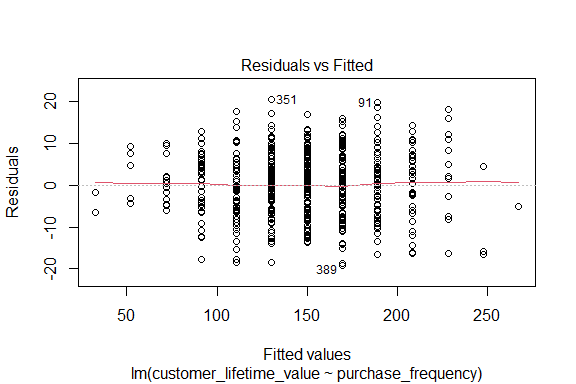 Residuals vs Fitted
Residuals
20
10
0
-10
-20
351
91
389
50 100 150 200 250
Fitted values
lm(customer_lifetime_value ~ purchase_frequency)